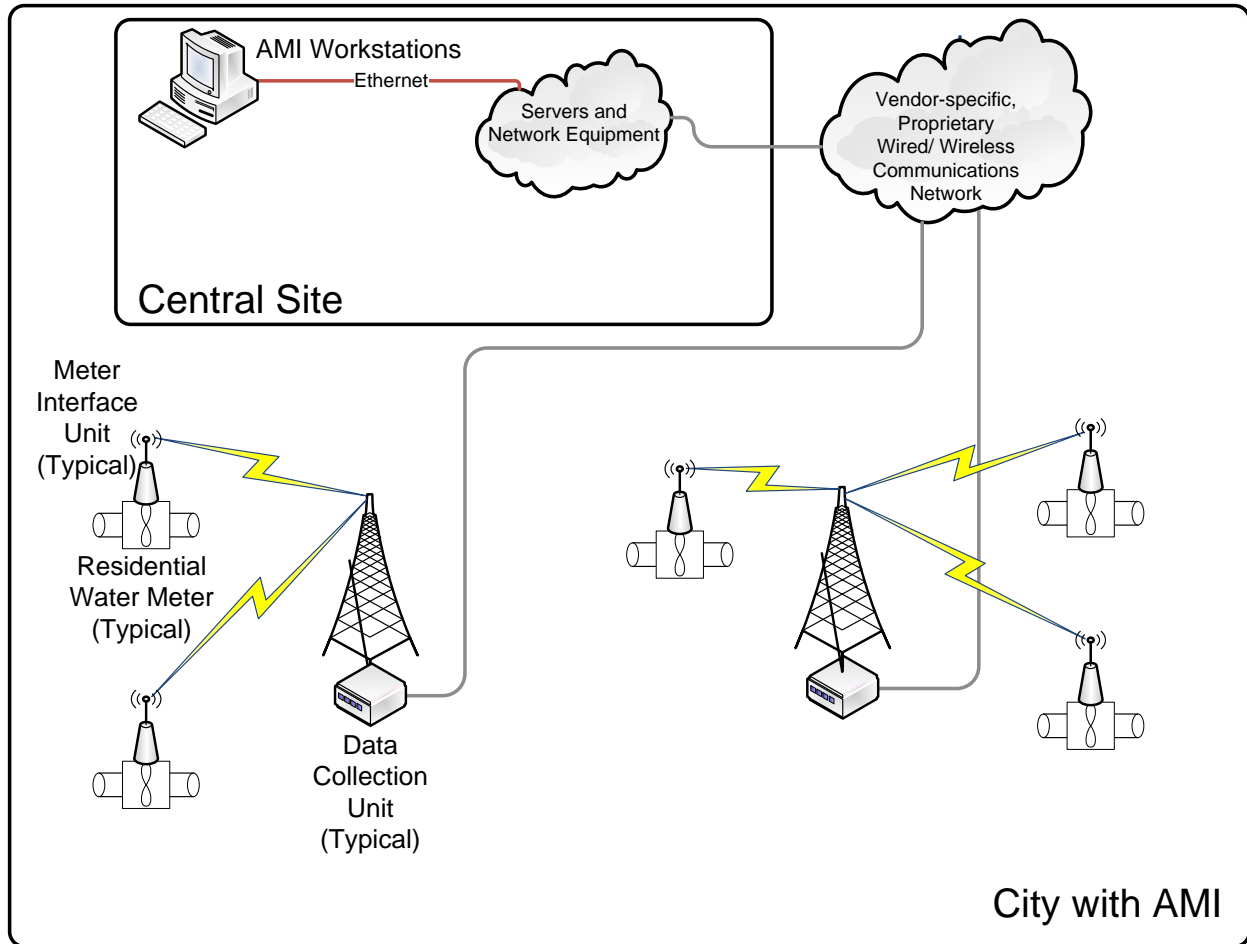 AMI Workstations
Ethernet
Servers and
Network Equipment
Vendor-specific,
Proprietary
Wired/ Wireless
Communications
Network
Central Site
Meter
Interface
Unit
(Typical)
Residential
Water Meter
(Typical)
Data
Collection
Unit
(Typical)
City with AMI